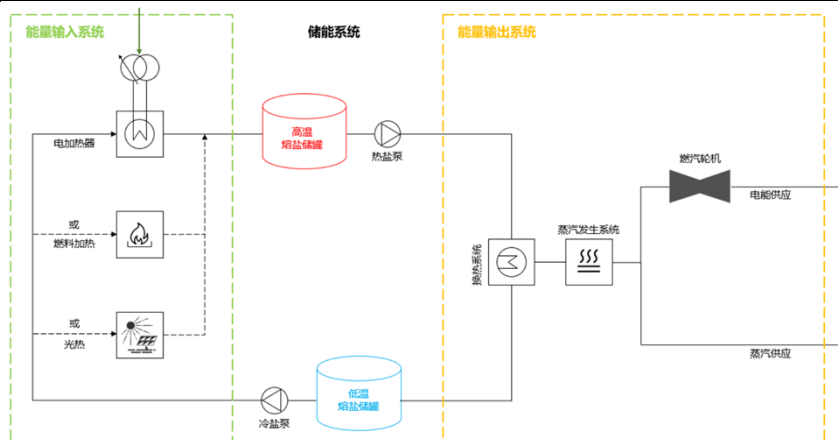 能量输入系统
储能系统
能量输出系统
电加热器
高温
熔盐储罐
热盐泵
燃汽轮机
电能供应
或
燃料加热
换热系统
蒸汽发生系统
或
光热
蒸汽供应
低温
熔盐储罐
冷盐泵